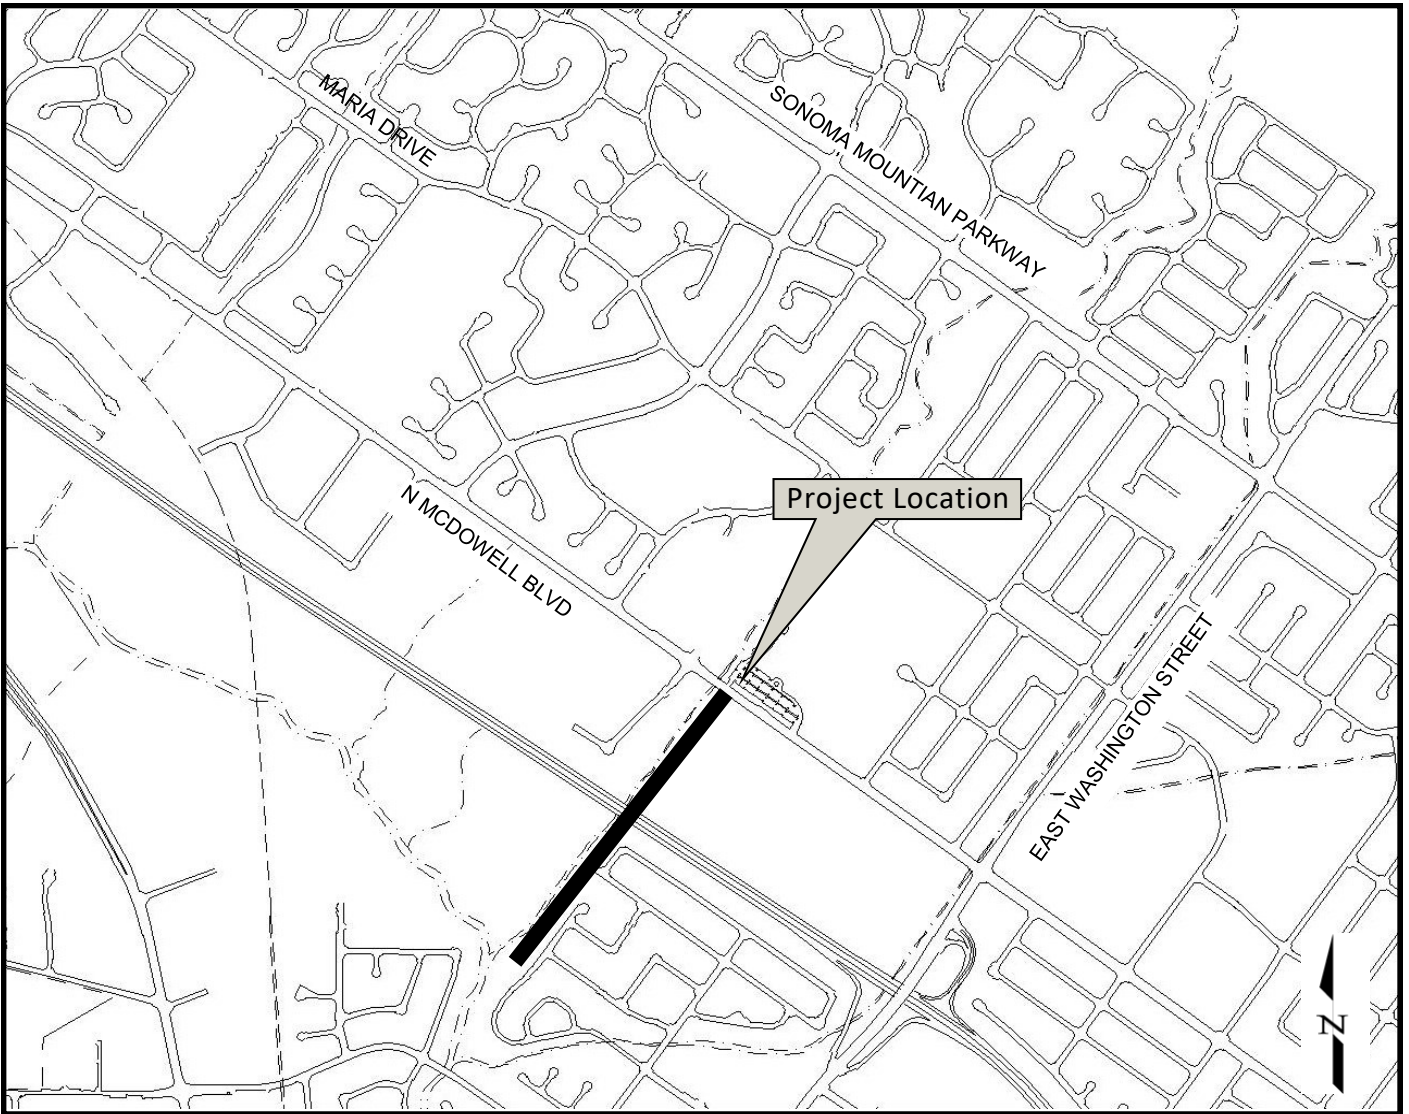 MARIA DRIVE
SONOMA MOUNTIAN PARKWAY
Project Location
N MCDOWELL BLVD
EAST WASHINGTON STREET
N